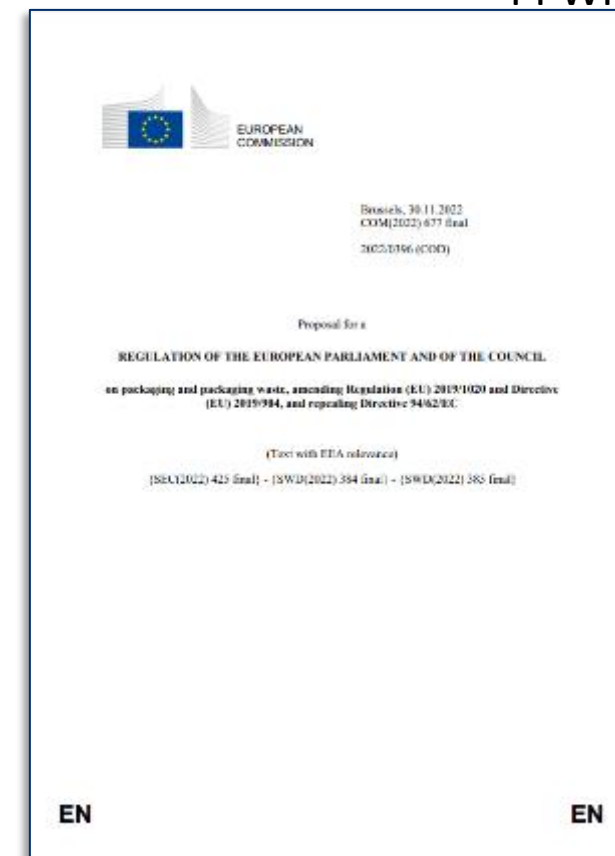 EUROPEAN
COMMISSION
Brussels, 30.11.2022
COM(2022) 677 final
2022/0396 (COD)
Proposal for a
REGULATION OF THE EUROPEAN PARLIAMENT AND OF THE COUNCIL
on packaging and packaging waste, amending Regulation (EU) 2019/1020 and Directive
(EU) 2019/904, and repealing Directive 94/62/EC
(Text with EEA relevance)
{SEC(2022) 425 final} - {SWD(2022) 384 final} - {SWD(2022) 385 final}
EN
EN